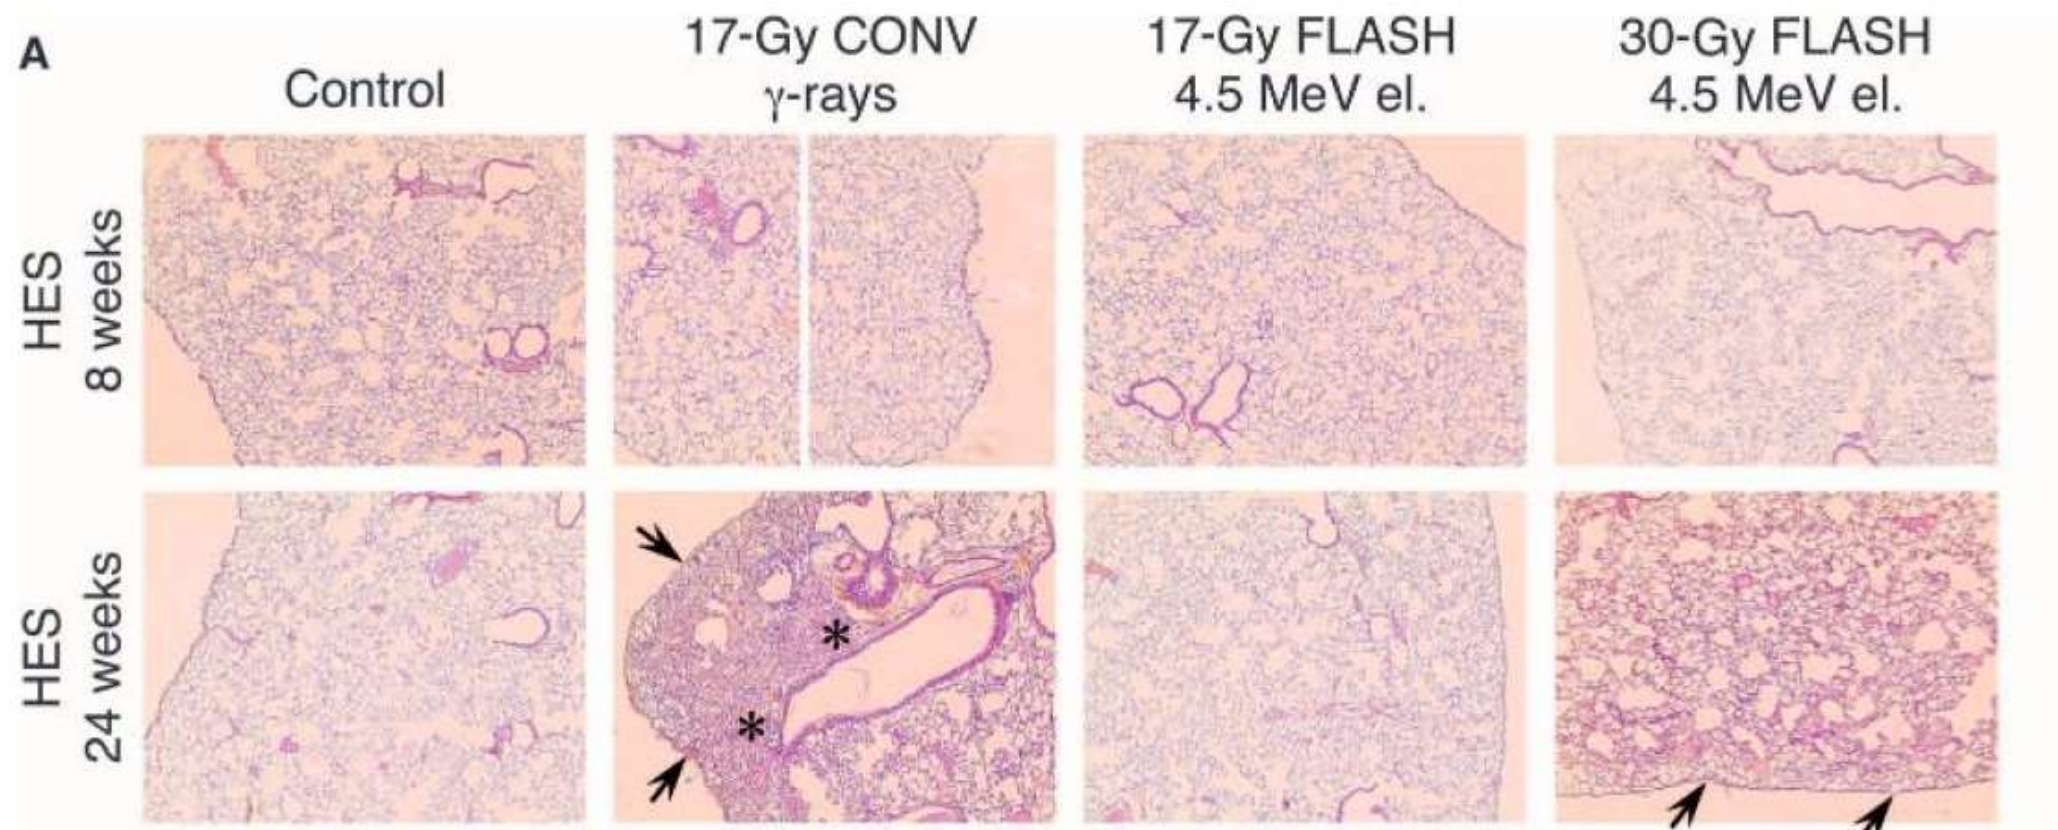 A
Control
17-Gy CONV
γ-rays
17-Gy FLASH
4.5 MeV el.
30-Gy FLASH
4.5 MeV el.
HES
8 weeks
HES
24 weeks
*
*